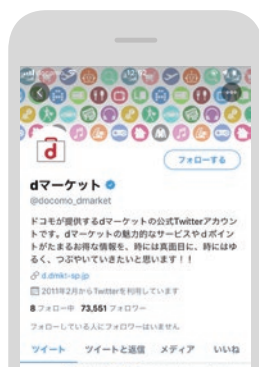 12:52
d
フォローする
dマーケット
@docomo_dmarket
ドコモが提供するdマーケットの公式Twitterアカウン
トです。dマーケットの魅力的なサービスやdポイン
トがたまるお得な情報を、時には真面目に、時にはゆ
るく、つぶやいていきたいと思います！！
d.dmkt-sp.jp
2011年2月からTwitterを利用しています
8 フォロー中 73,551 フォロワー
フォローしている人にフォロワーはいません
ツイート ツイートと返信 メディア いいね